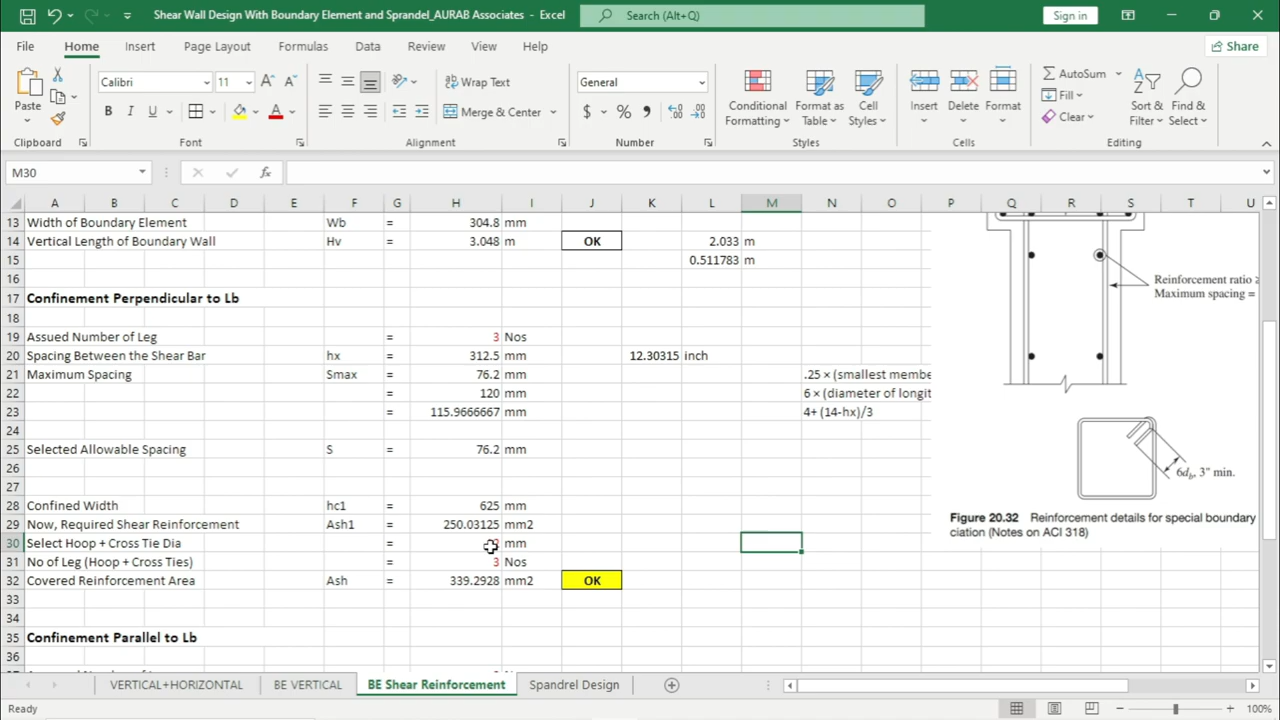 Shear Wall Design With Boundary Element and Sprandel_AURAB Associates - Excel
Search (Alt+Q)
Sign in
File Home Insert Page Layout Formulas Data Review View Help
Share
Paste
Calibri 11
B I U
Wrap Text
Merge & Center
General
$ % ,
Conditional Formatting
Format as Table
Cell Styles
Insert Delete Format
AutoSum
Fill
Clear
Sort & Filter
Find & Select
Clipboard Font Alignment Number Styles Cells Editing
M30 fx
A B C D E F G H I J K L M N O P Q R S T U
13 Width of Boundary Element Wb = 304.8 mm
14 Vertical Length of Boundary Wall Hv = 3.048 m OK 2.033 m
15 0.511783 m
16
17 Confinement Perpendicular to Lb
18
19 Assued Number of Leg = 3 Nos
20 Spacing Between the Shear Bar hx = 312.5 mm 12.30315 inch
21 Maximum Spacing Smax = 76.2 mm .25 × (smallest membe
22 = 120 mm 6 × (diameter of longit
23 = 115.9666667 mm 4+ (14-hx)/3
24
25 Selected Allowable Spacing S = 76.2 mm
26
27
28 Confined Width hc1 = 625 mm
29 Now, Required Shear Reinforcement Ash1 = 250.03125 mm2
30 Select Hoop + Cross Tie Dia = mm
31 No of Leg (Hoop + Cross Ties) = 3 Nos
32 Covered Reinforcement Area Ash = 339.2928 mm2 OK
33
34
35 Confinement Parallel to Lb
36
Reinforcement ratio ≥
Maximum spacing =
6db, 3" min.
Figure 20.32 Reinforcement details for special boundary
ciation (Notes on ACI 318)
VERTICAL+HORIZONTAL BE VERTICAL BE Shear Reinforcement Spandrel Design
Ready
100%